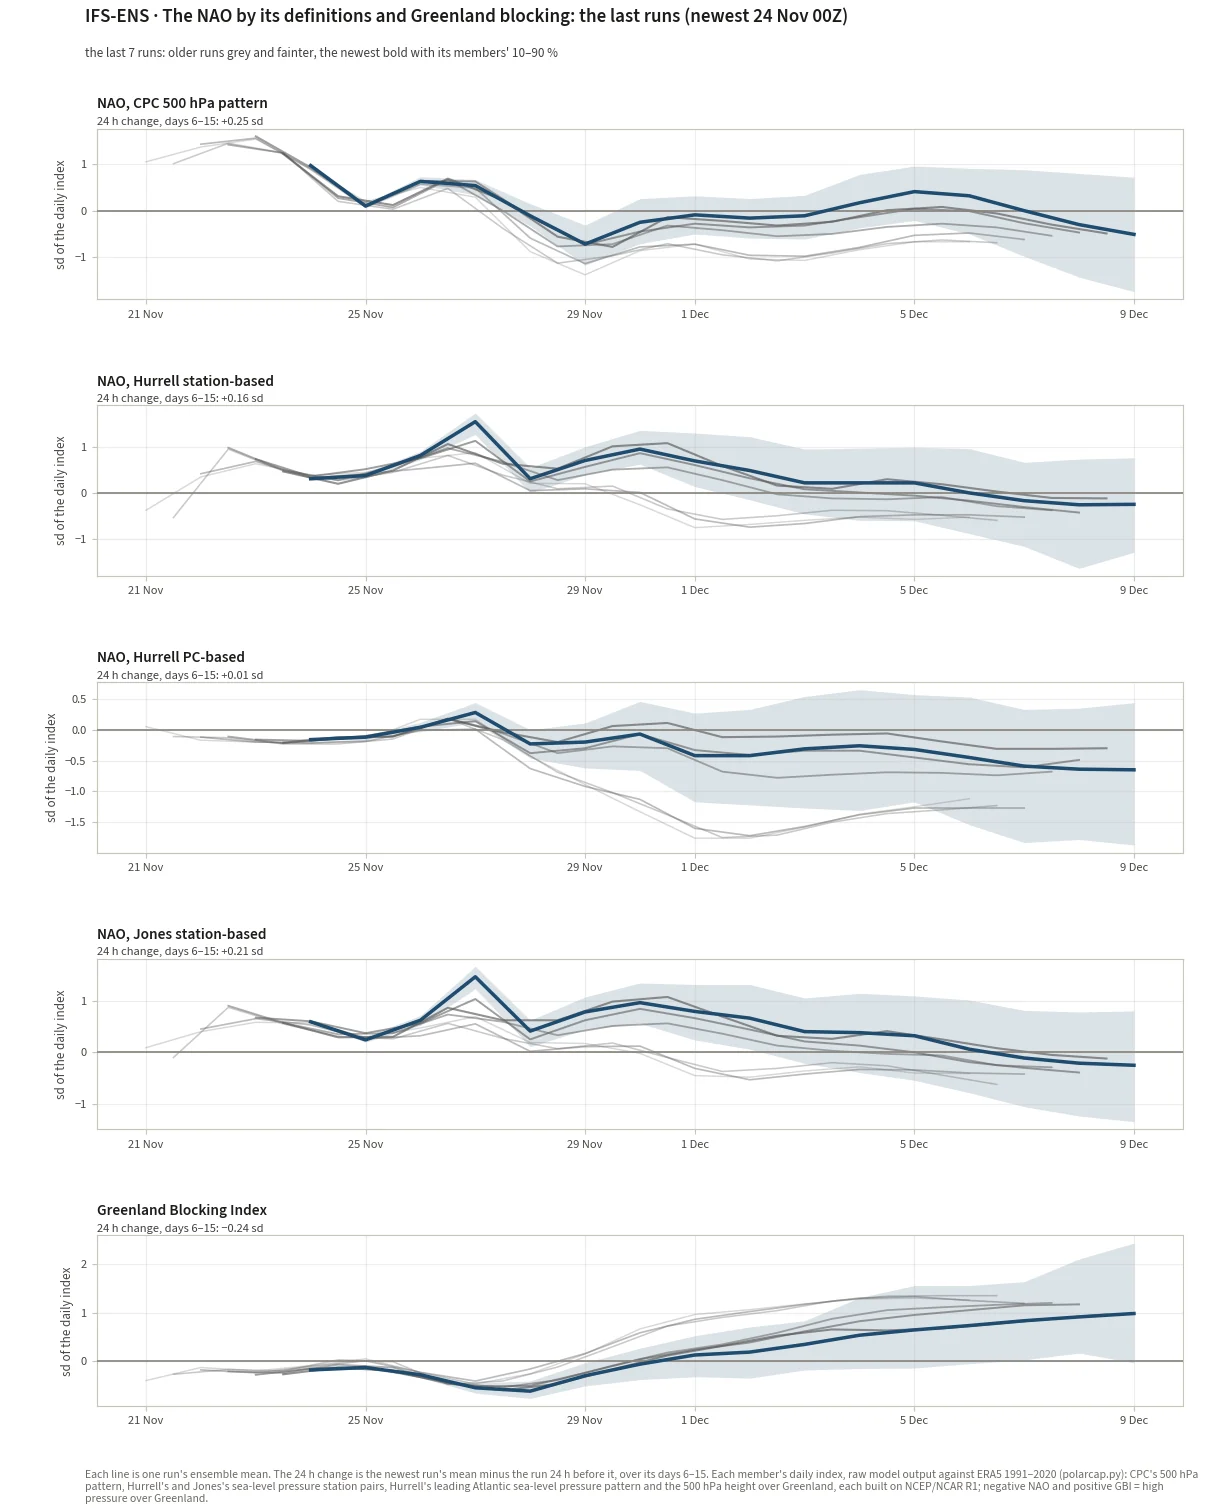 IFS-ENS · The NAO by its definitions and Greenland blocking: the last runs (newest 24 Nov 00Z)
the last 7 runs: older runs grey and fainter, the newest bold with its members' 10–90 %
NAO, CPC 500 hPa pattern
24 h change, days 6–15: +0.25 sd
sd of the daily index
1
0
−1
21 Nov
25 Nov
29 Nov
1 Dec
5 Dec
9 Dec
NAO, Hurrell station-based
24 h change, days 6–15: +0.16 sd
sd of the daily index
1
0
−1
21 Nov
25 Nov
29 Nov
1 Dec
5 Dec
9 Dec
NAO, Hurrell PC-based
24 h change, days 6–15: +0.01 sd
sd of the daily index
0.5
0.0
−0.5
−1.0
−1.5
21 Nov
25 Nov
29 Nov
1 Dec
5 Dec
9 Dec
NAO, Jones station-based
24 h change, days 6–15: +0.21 sd
sd of the daily index
1
0
−1
21 Nov
25 Nov
29 Nov
1 Dec
5 Dec
9 Dec
Greenland Blocking Index
24 h change, days 6–15: −0.24 sd
sd of the daily index
2
1
0
21 Nov
25 Nov
29 Nov
1 Dec
5 Dec
9 Dec
Each line is one run's ensemble mean. The 24 h change is the newest run's mean minus the run 24 h before it, over its days 6–15. Each member's daily index, raw model output against ERA5 1991–2020 (polarcap.py): CPC's 500 hPa
pattern, Hurrell's and Jones's sea-level pressure station pairs, Hurrell's leading Atlantic sea-level pressure pattern and the 500 hPa height over Greenland, each built on NCEP/NCAR R1; negative NAO and positive GBI = high
pressure over Greenland.